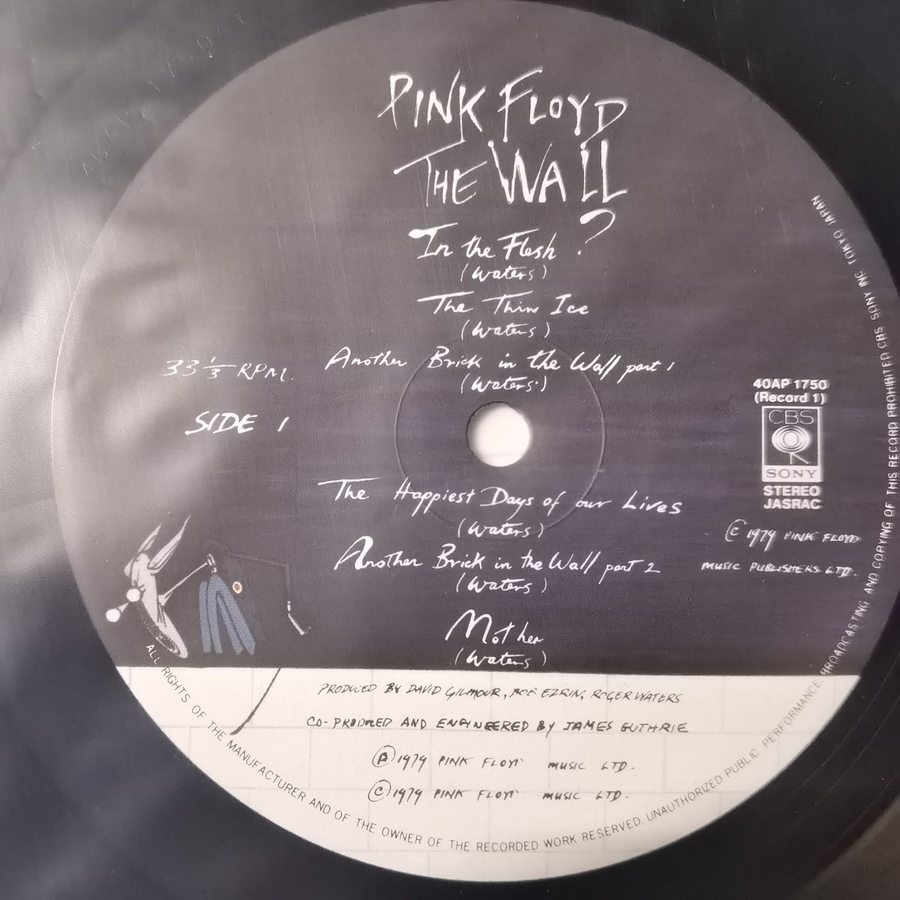 PINK FLOYD
THE WALL
In the Flesh ?
(Waters)
The Thin Ice
(Waters)
33 1/3 RPM.
Another Brick in the Wall part 1
(Waters)
SIDE 1
40AP 1750
(Record 1)
CBS
SONY
STEREO
JASRAC
The Happiest Days of our Lives
(Waters)
© 1979 PINK FLOYD
MUSIC PUBLISHERS LTD.
Another Brick in the Wall part 2
(Waters)
Mother
(Waters)
PRODUCED BY DAVID GILMOUR, BOB EZRIN, ROGER WATERS
CO-PRODUCED AND ENGINEERED BY JAMES GUTHRIE
℗ 1979 PINK FLOYD MUSIC LTD.
© 1979 PINK FLOYD MUSIC LTD.
ALL RIGHTS OF THE MANUFACTURER AND OF THE OWNER OF THE RECORDED WORK RESERVED. UNAUTHORIZED PUBLIC PERFORMANCE BROADCASTING AND COPYING OF THIS RECORD PROHIBITED CBS SONY INC TOKYO JAPAN